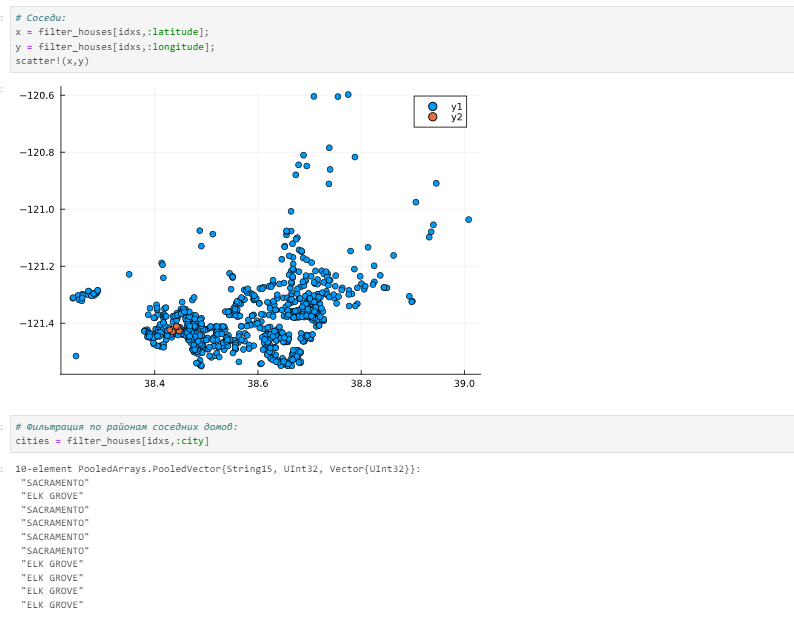 # Соседи:
x = filter_houses[idxs,:latitude];
y = filter_houses[idxs,:longitude];
scatter!(x,y)
−120.6
−120.8
−121.0
−121.2
−121.4
38.4 38.6 38.8 39.0
y1
y2
# Фильтрация по районам соседних домов:
cities = filter_houses[idxs,:city]
10-element PooledArrays.PooledVector{String15, UInt32, Vector{UInt32}}:
"SACRAMENTO"
"ELK GROVE"
"SACRAMENTO"
"SACRAMENTO"
"SACRAMENTO"
"SACRAMENTO"
"ELK GROVE"
"ELK GROVE"
"ELK GROVE"
"ELK GROVE"